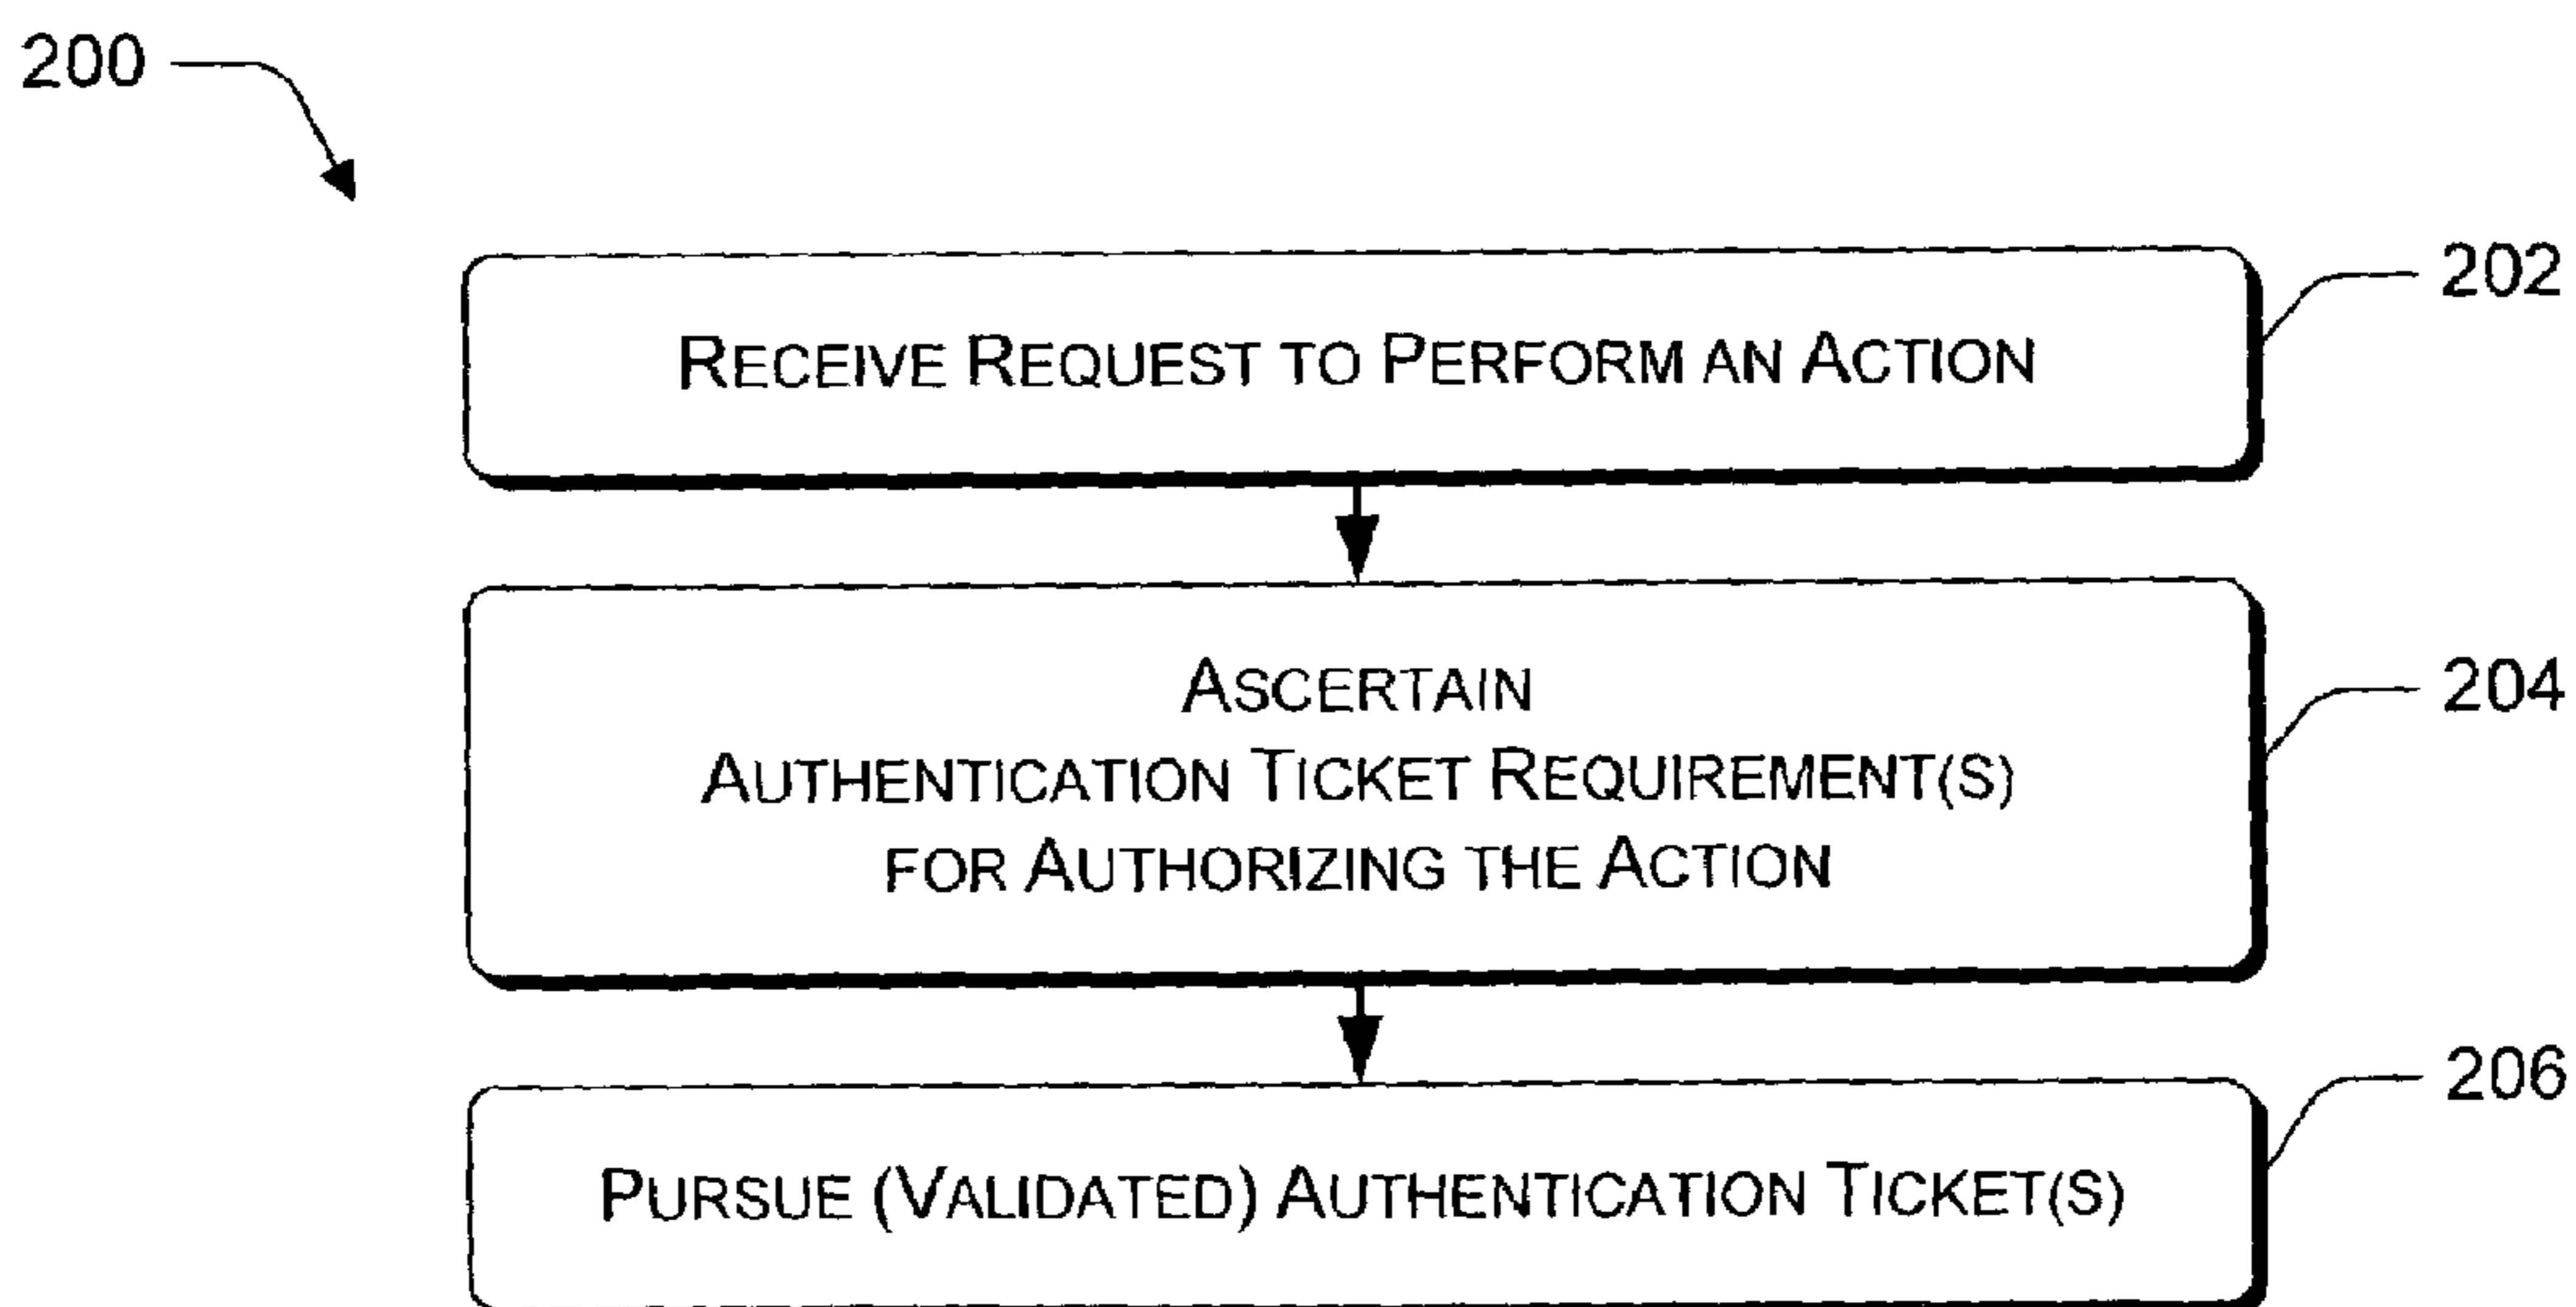 200
202
RECEIVE REQUEST TO PERFORM AN ACTION
204
ASCERTAIN
AUTHENTICATION TICKET REQUIREMENT(S)
FOR AUTHORIZING THE ACTION
206
PURSUE (VALIDATED) AUTHENTICATION TICKET(S)